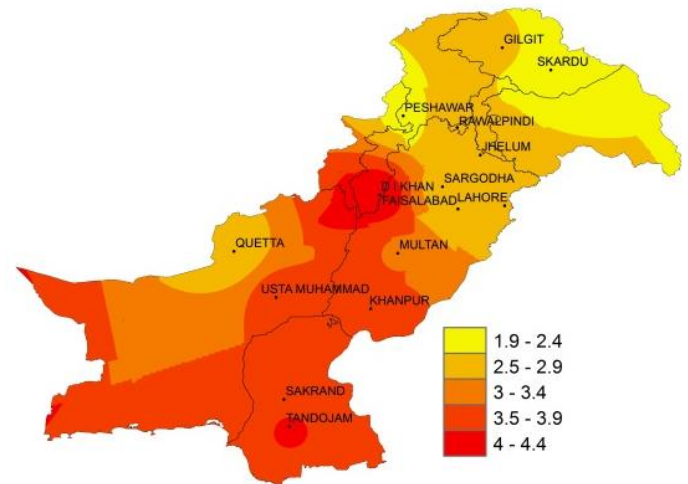 GILGIT
SKARDU
PESHAWAR
RAWALPINDI
JHELUM
D I KHAN
SARGODHA
FAISALABAD
LAHORE
QUETTA
MULTAN
USTA MUHAMMAD
KHANPUR
SAKRAND
TANDOJAM
1.9 - 2.4
2.5 - 2.9
3 - 3.4
3.5 - 3.9
4 - 4.4